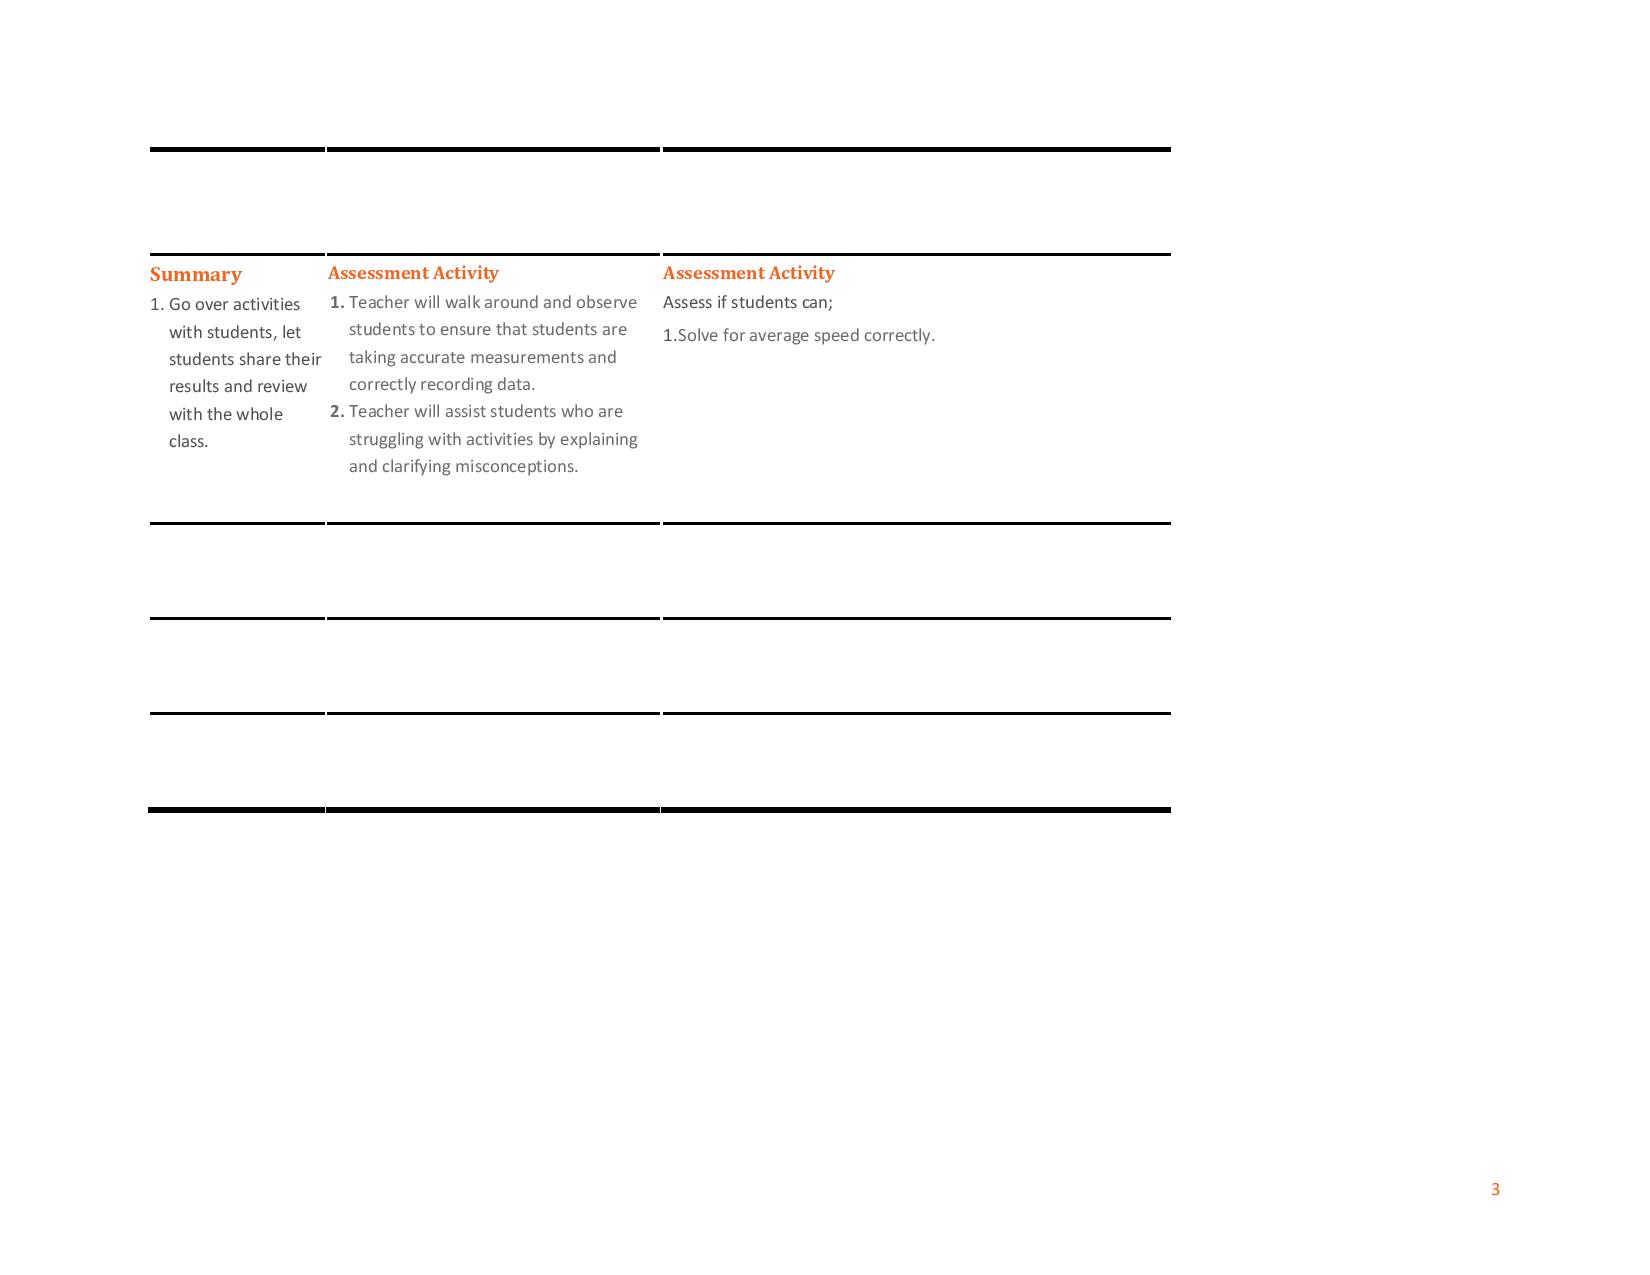 Summary
1. Go over activities
with students, let
students share their
results and review
with the whole
class.
Assessment Activity
1. Teacher will walk around and observe
students to ensure that students are
taking accurate measurements and
correctly recording data.
2. Teacher will assist students who are
struggling with activities by explaining
and clarifying misconceptions.
Assessment Activity
Assess if students can;
1.Solve for average speed correctly.
3